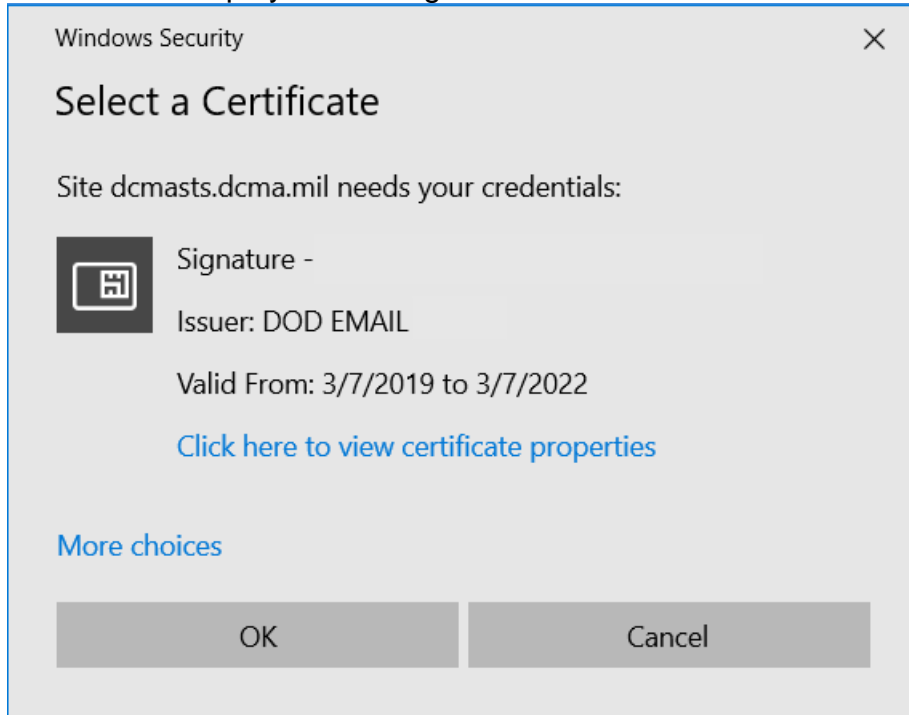 Windows Security
Select a Certificate
Site dcmasts.dcma.mil needs your credentials:
Signature -
Issuer: DOD EMAIL
Valid From: 3/7/2019 to 3/7/2022
Click here to view certificate properties
More choices
OK
Cancel